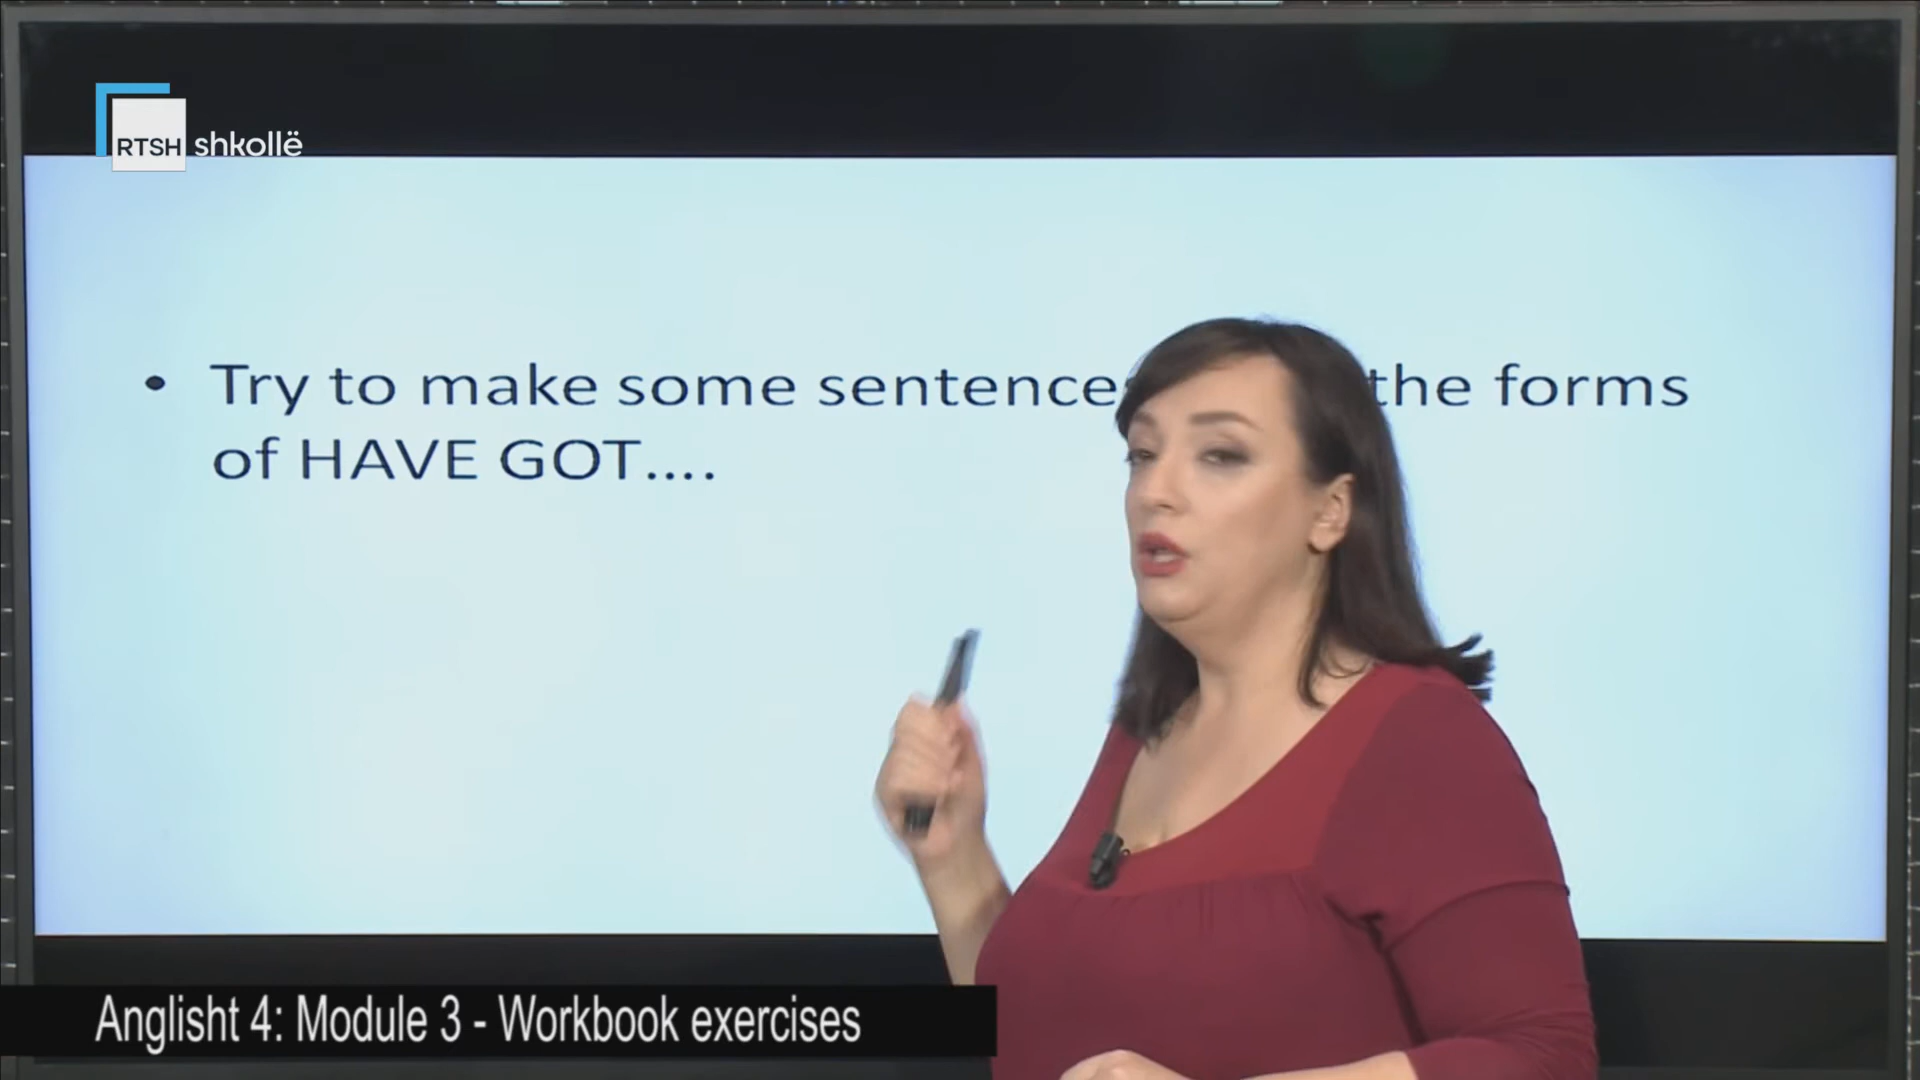 RTSH shkollë
• Try to make some sentences the forms
of HAVE GOT....
Anglisht 4: Module 3 - Workbook exercises